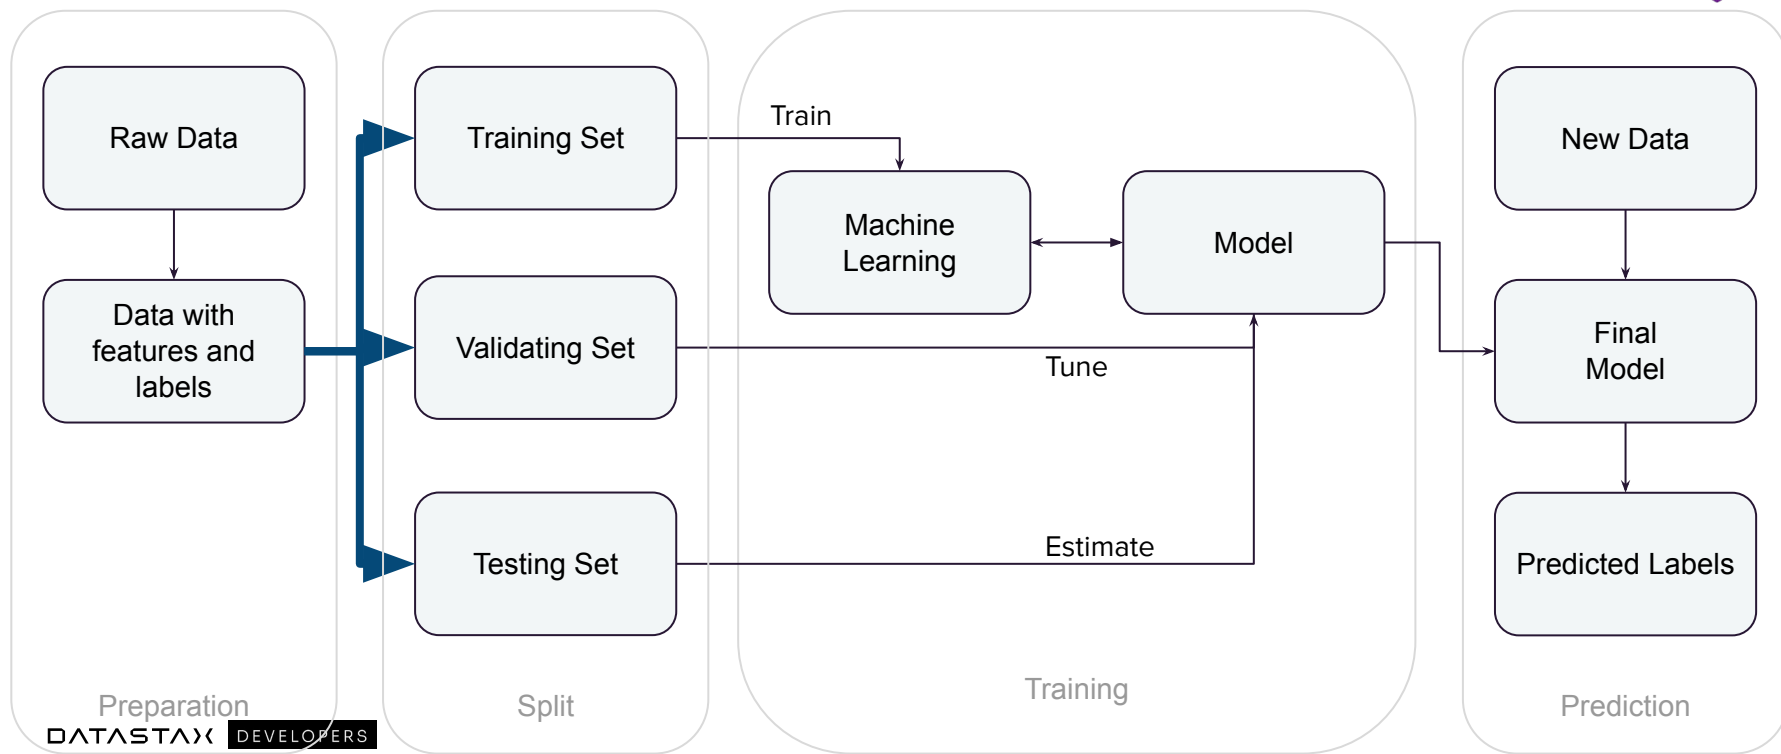 Raw Data
Data with
features and
labels
Preparation
Training Set
Validating Set
Testing Set
Split
Train
Machine
Learning
Model
Tune
Estimate
Training
New Data
Final
Model
Predicted Labels
Prediction
DATASTAX DEVELOPERS